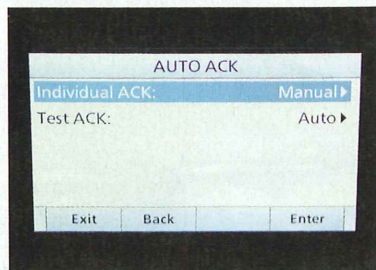 AUTO ACK
Individual ACK: Manual▶
Test ACK: Auto▶
Exit Back Enter